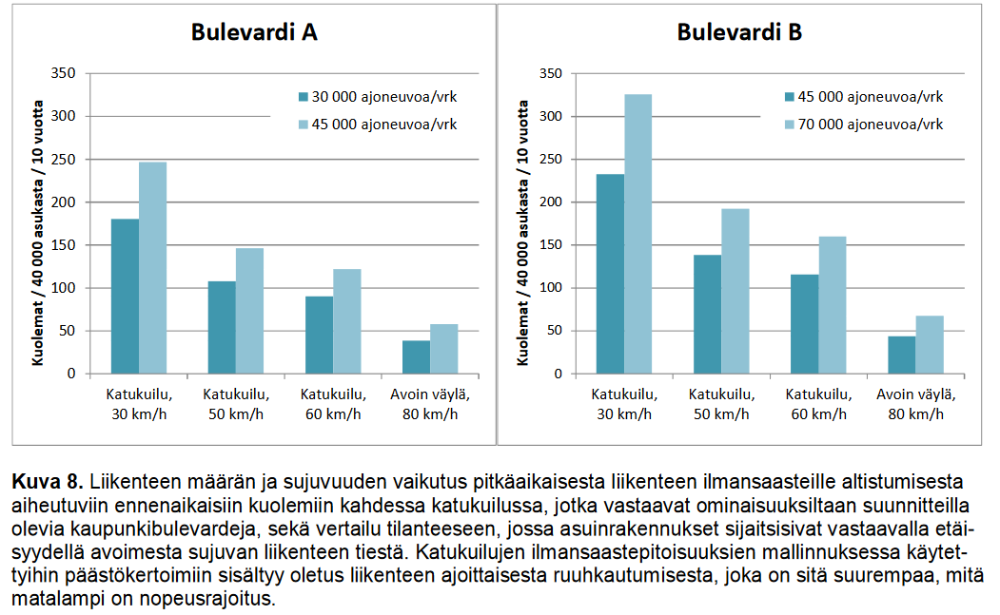 Bulevardi A
Kuolemat / 40 000 asukasta / 10 vuotta
350
300
250
200
150
100
50
0
30 000 ajoneuvoa/vrk
45 000 ajoneuvoa/vrk
Katukuilu, 30 km/h
Katukuilu, 50 km/h
Katukuilu, 60 km/h
Avoin väylä, 80 km/h
Bulevardi B
Kuolemat / 40 000 asukasta / 10 vuotta
350
300
250
200
150
100
50
0
45 000 ajoneuvoa/vrk
70 000 ajoneuvoa/vrk
Katukuilu, 30 km/h
Katukuilu, 50 km/h
Katukuilu, 60 km/h
Avoin väylä, 80 km/h
Kuva 8. Liikenteen määrän ja sujuvuuden vaikutus pitkäaikaisesta liikenteen ilmansaasteille altistumisesta
aiheutuviin ennenaikaisiin kuolemiin kahdessa katukuilussa, jotka vastaavat ominaisuuksiltaan suunnitteilla
olevia kaupunkibulevardeja, sekä vertailu tilanteeseen, jossa asuinrakennukset sijaitsisivat vastaavalla etäi-
syydellä avoimesta sujuvan liikenteen tiestä. Katukuilujen ilmansaastepitoisuuksien mallinnuksessa käytet-
tyihin päästökertoimiin sisältyy oletus liikenteen ajoittaisesta ruuhkautumisesta, joka on sitä suurempaa, mitä
matalampi on nopeusrajoitus.